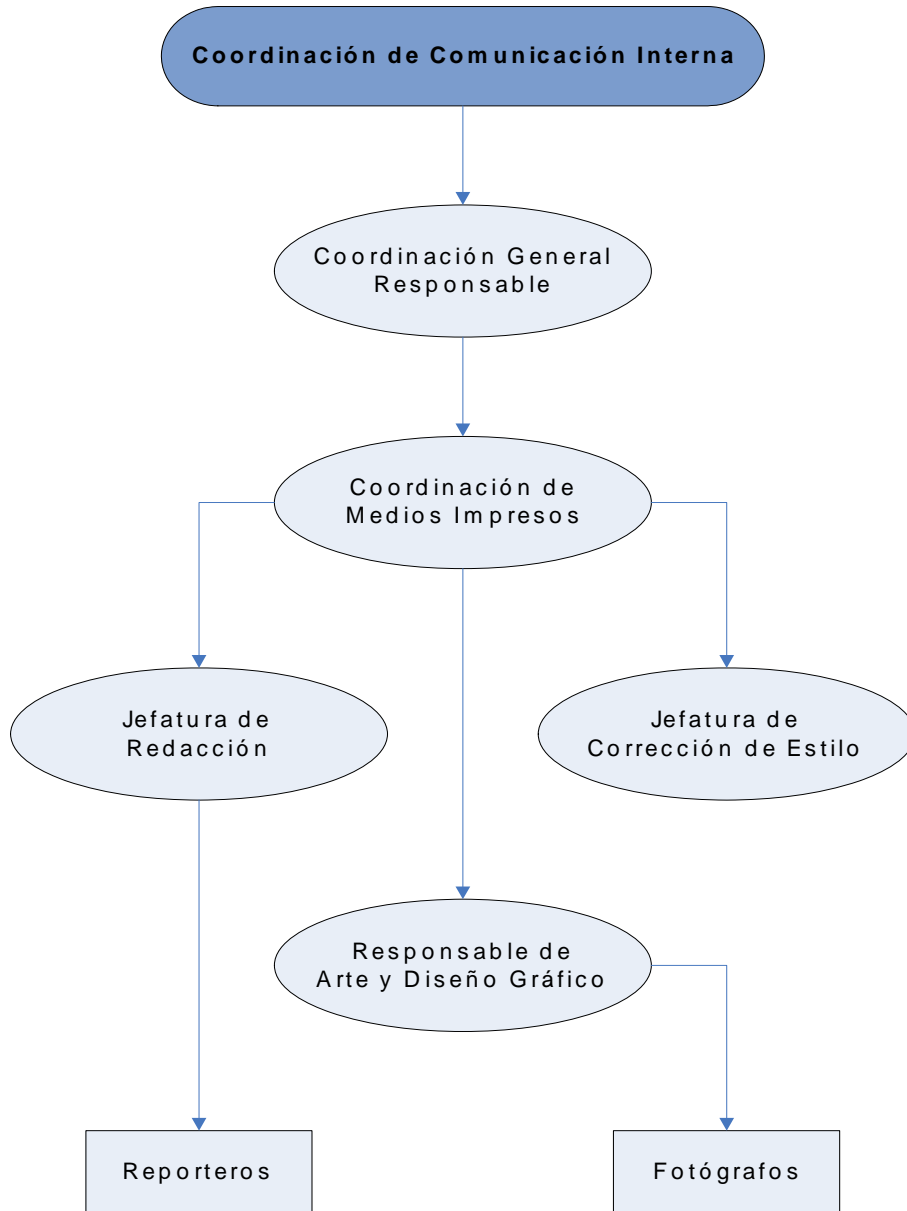 Coordinación de Comunicación Interna
Coordinación General
Responsable
Coordinación de
Medios Impresos
Jefatura de
Redacción
Jefatura de
Corrección de Estilo
Responsable de
Arte y Diseño Gráfico
Reporteros
Fotógrafos